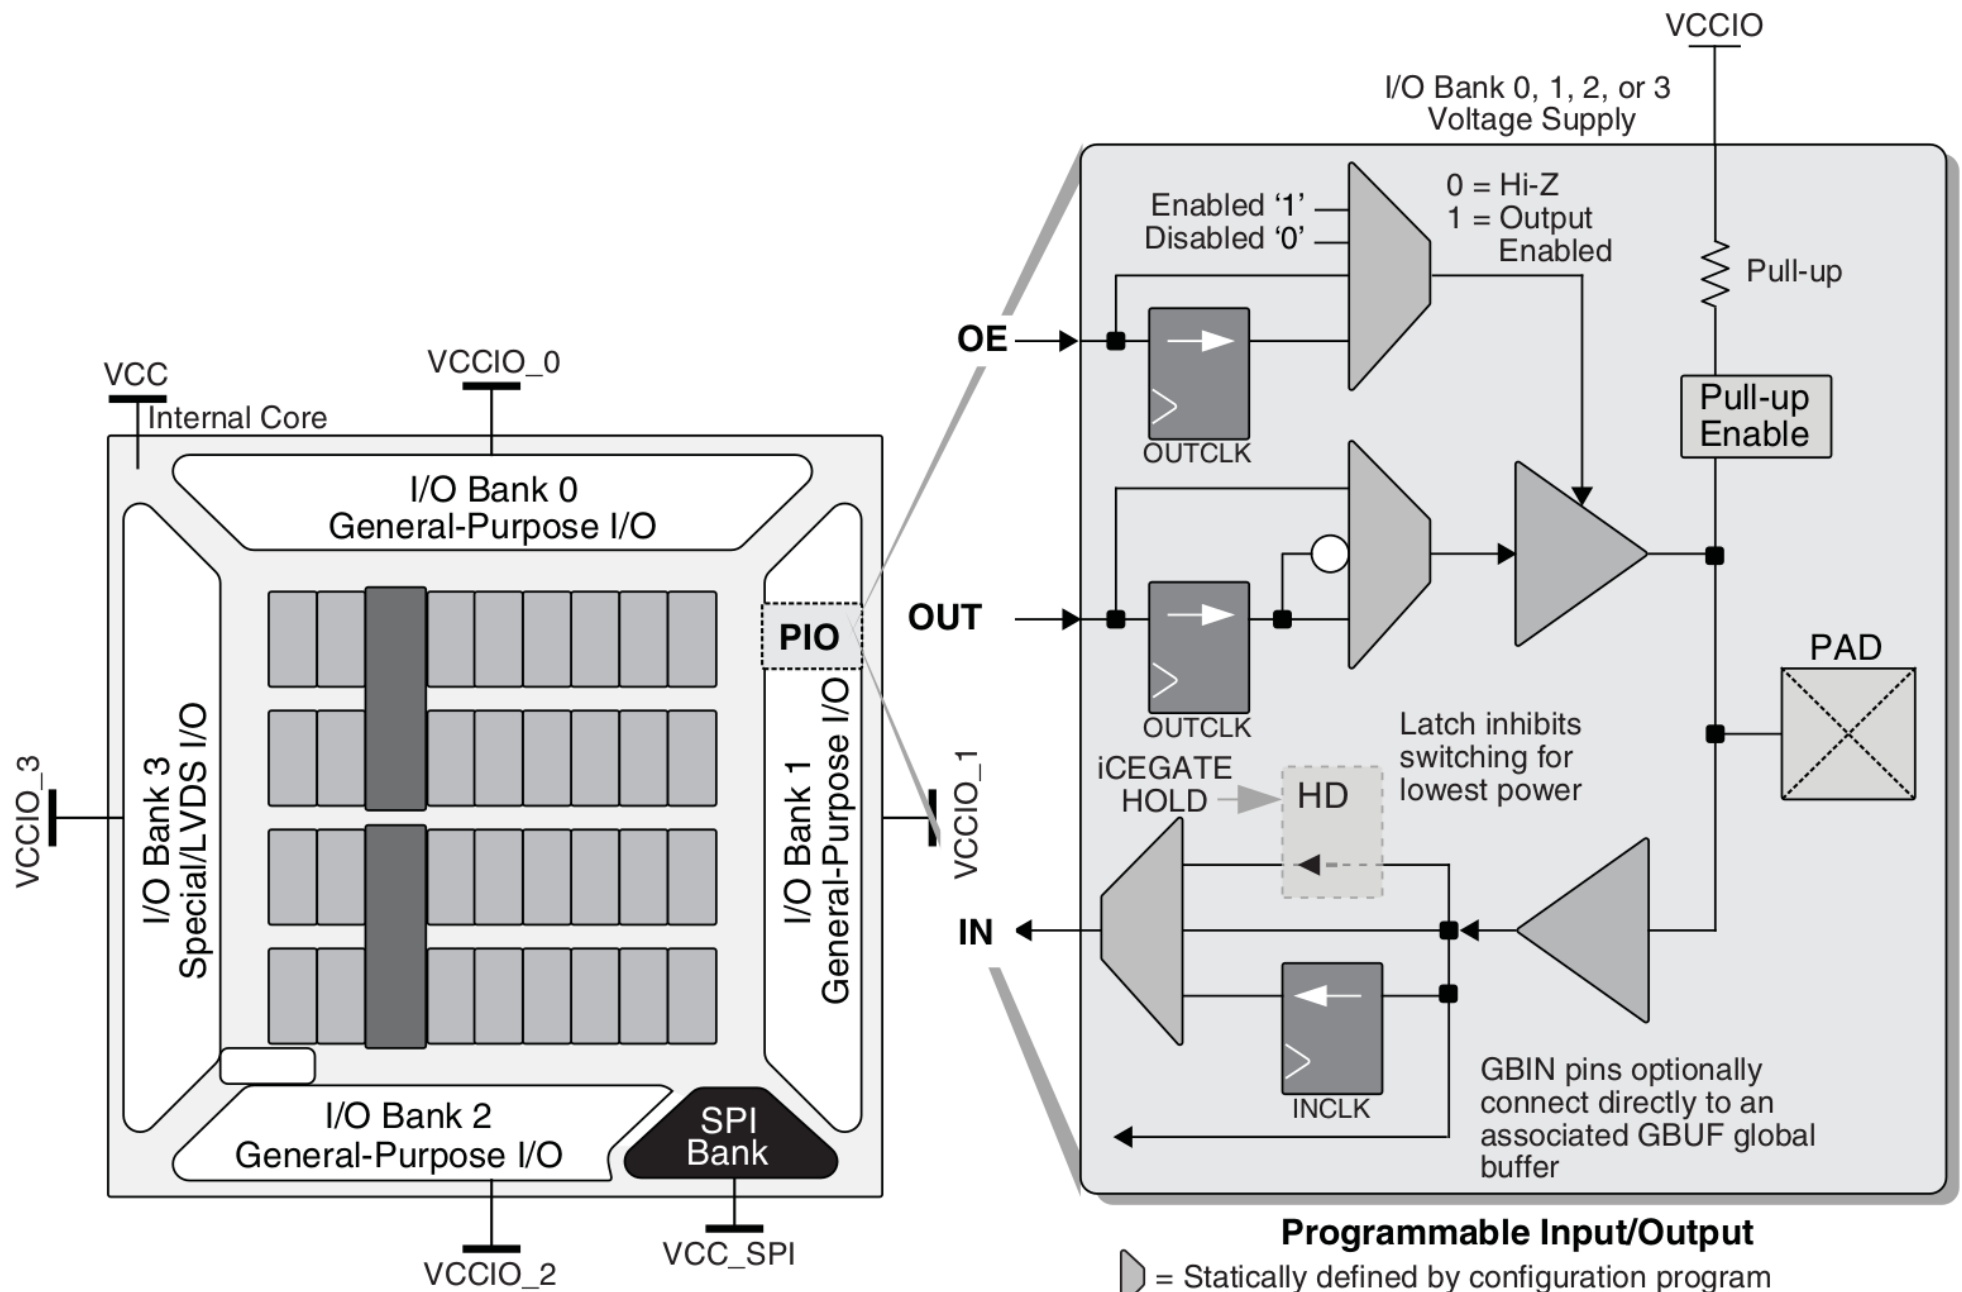 VCC
Internal Core
VCCIO_0
I/O Bank 0
General-Purpose I/O
VCCIO_3
I/O Bank 3
Special/LVDS I/O
PIO
I/O Bank 1
General-Purpose I/O
VCCIO_1
I/O Bank 2
General-Purpose I/O
SPI
Bank
VCCIO_2
VCC_SPI
VCCIO
I/O Bank 0, 1, 2, or 3
Voltage Supply
Enabled ‘1’
Disabled ‘0’
0 = Hi-Z
1 = Output
Enabled
Pull-up
OE
OUTCLK
Pull-up
Enable
OUT
OUTCLK
PAD
Latch inhibits
switching for
lowest power
iCEGATE
HOLD
HD
IN
INCLK
GBIN pins optionally
connect directly to an
associated GBUF global
buffer
Programmable Input/Output
= Statically defined by configuration program